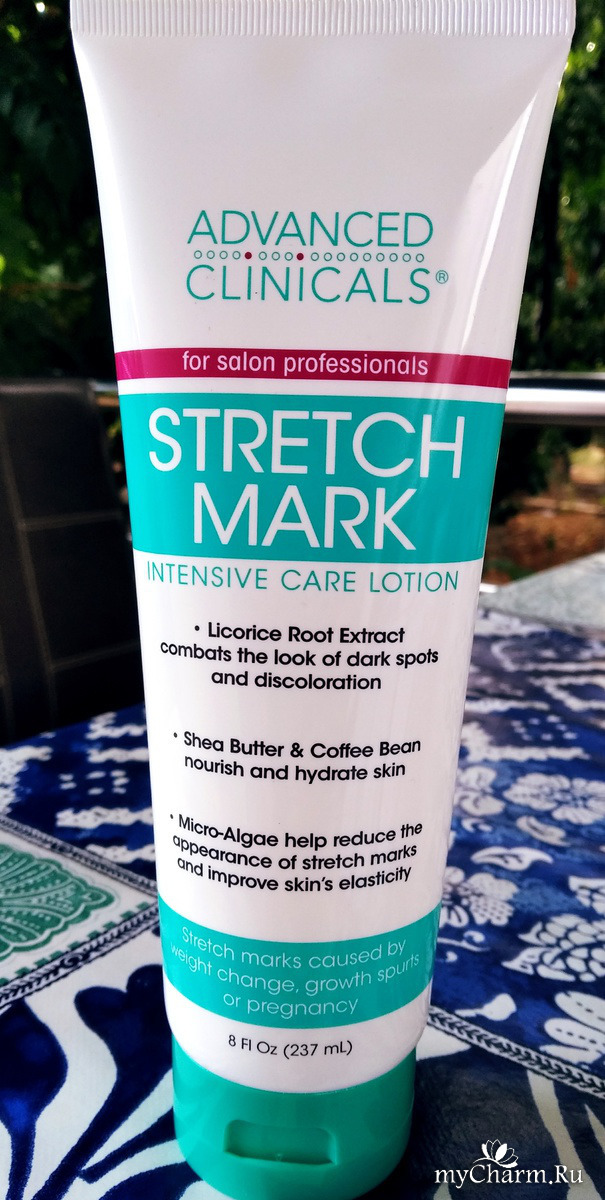 ADVANCED
CLINICALS®
for salon professionals
STRETCH
MARK
INTENSIVE CARE LOTION
• Licorice Root Extract
combats the look of dark spots
and discoloration
• Shea Butter & Coffee Bean
nourish and hydrate skin
• Micro-Algae help reduce the
appearance of stretch marks
and improve skin's elasticity
Stretch marks caused by
weight change, growth spurts
or pregnancy
8 Fl Oz (237 mL)
myCharm.Ru